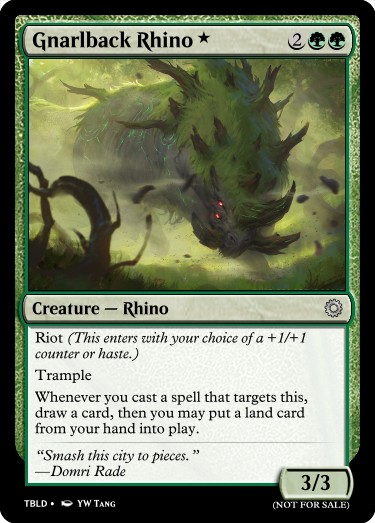 Gnarlback Rhino ★ 2
Creature — Rhino
Riot (This enters with your choice of a +1/+1
counter or haste.)
Trample
Whenever you cast a spell that targets this,
draw a card, then you may put a land card
from your hand into play.
“Smash this city to pieces.”
—Domri Rade
3/3
TBLD • YW Tang
(NOT FOR SALE)